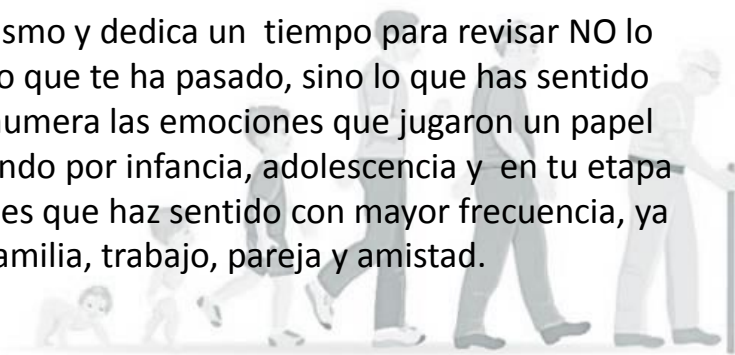 ismo y dedica un tiempo para revisar NO lo
o que te ha pasado, sino lo que has sentido
numera las emociones que jugaron un papel
ndo por infancia, adolescencia y en tu etapa
es que haz sentido con mayor frecuencia, ya
amilia, trabajo, pareja y amistad.